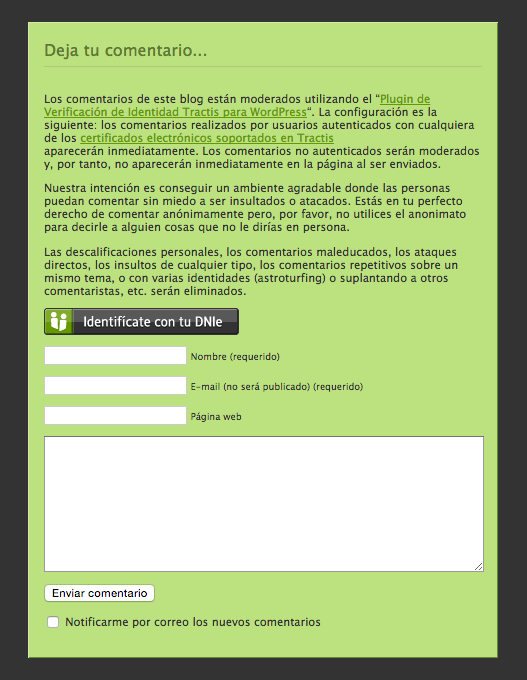 Deja tu comentario...
Los comentarios de este blog están moderados utilizando el “Plugin de
Verificación de Identidad Tractis para WordPress“. La configuración es la
siguiente: los comentarios realizados por usuarios autenticados con cualquiera
de los certificados electrónicos soportados en Tractis
aparecerán inmediatamente. Los comentarios no autenticados serán moderados
y, por tanto, no aparecerán inmediatamente en la página al ser enviados.
Nuestra intención es conseguir un ambiente agradable donde las personas
puedan comentar sin miedo a ser insultados o atacados. Estás en tu perfecto
derecho de comentar anónimamente pero, por favor, no utilices el anonimato
para decirle a alguien cosas que no le dirías en persona.
Las descalificaciones personales, los comentarios maleducados, los ataques
directos, los insultos de cualquier tipo, los comentarios repetitivos sobre un
mismo tema, o con varias identidades (astroturfing) o suplantando a otros
comentaristas, etc. serán eliminados.
Identifícate con tu DNIe
Nombre (requerido)
E-mail (no será publicado) (requerido)
Página web
Enviar comentario
Notificarme por correo los nuevos comentarios